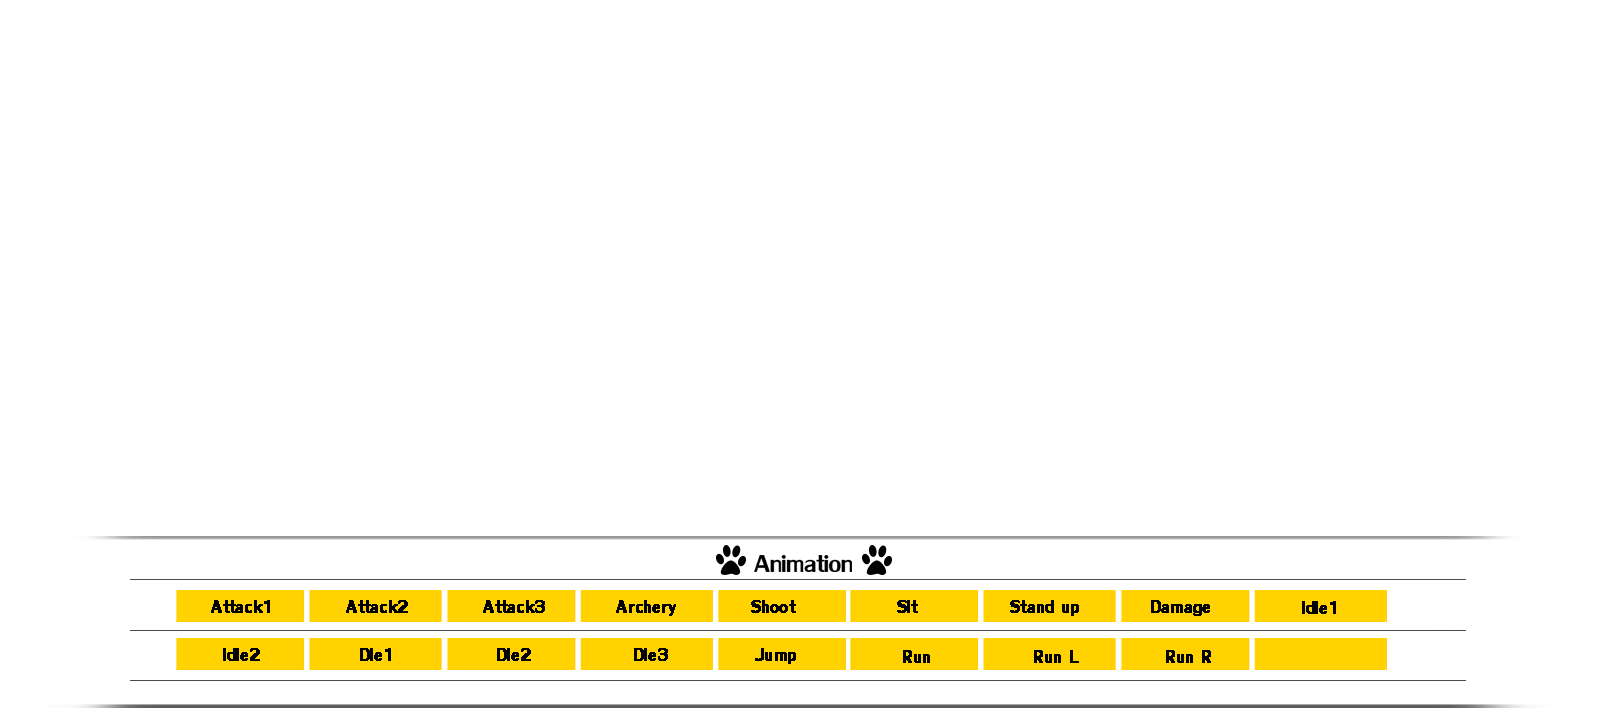 Animation
Attack1 Attack2 Attack3 Archery Shoot Sit Stand up Damage Idle1
Idle2 DIe1 DIe2 DIe3 Jump Run Run L Run R